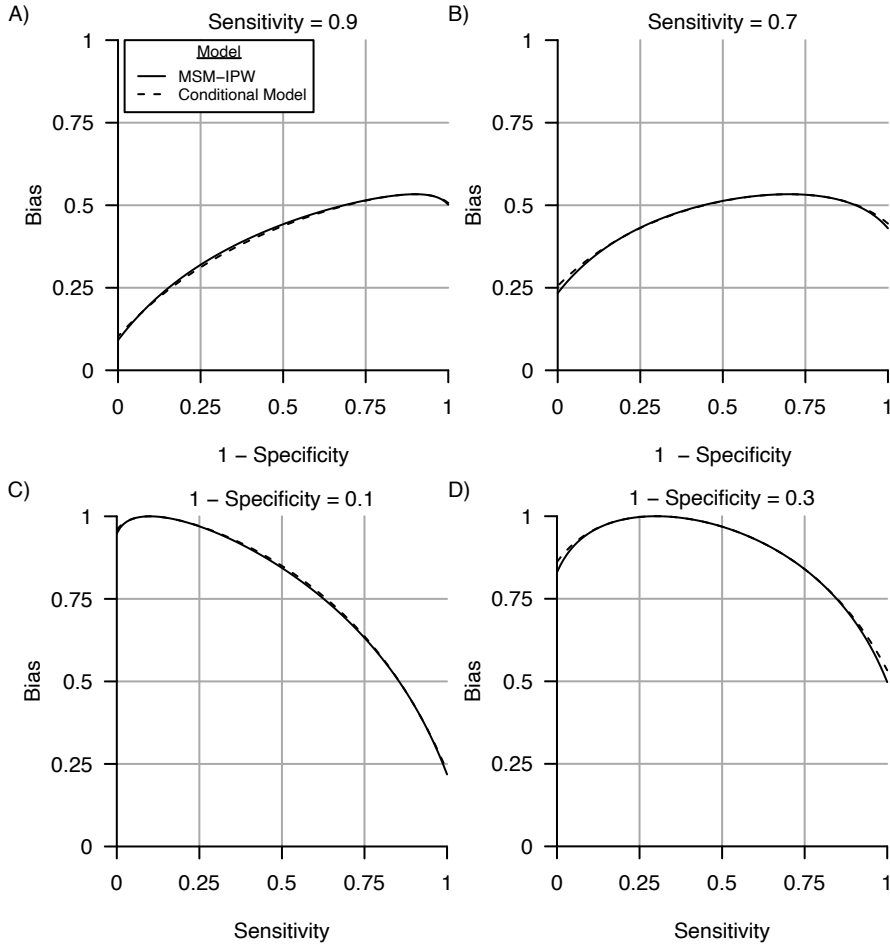 A)
Sensitivity = 0.9
1
0.75
0.5
0.25
0
Bias
Model
MSM−IPW
Conditional Model
0 0.25 0.5 0.75 1
1 − Specificity
B)
Sensitivity = 0.7
1
0.75
0.5
0.25
0
Bias
0 0.25 0.5 0.75 1
1 − Specificity
C)
1 − Specificity = 0.1
1
0.75
0.5
0.25
0
Bias
0 0.25 0.5 0.75 1
Sensitivity
D)
1 − Specificity = 0.3
1
0.75
0.5
0.25
0
Bias
0 0.25 0.5 0.75 1
Sensitivity